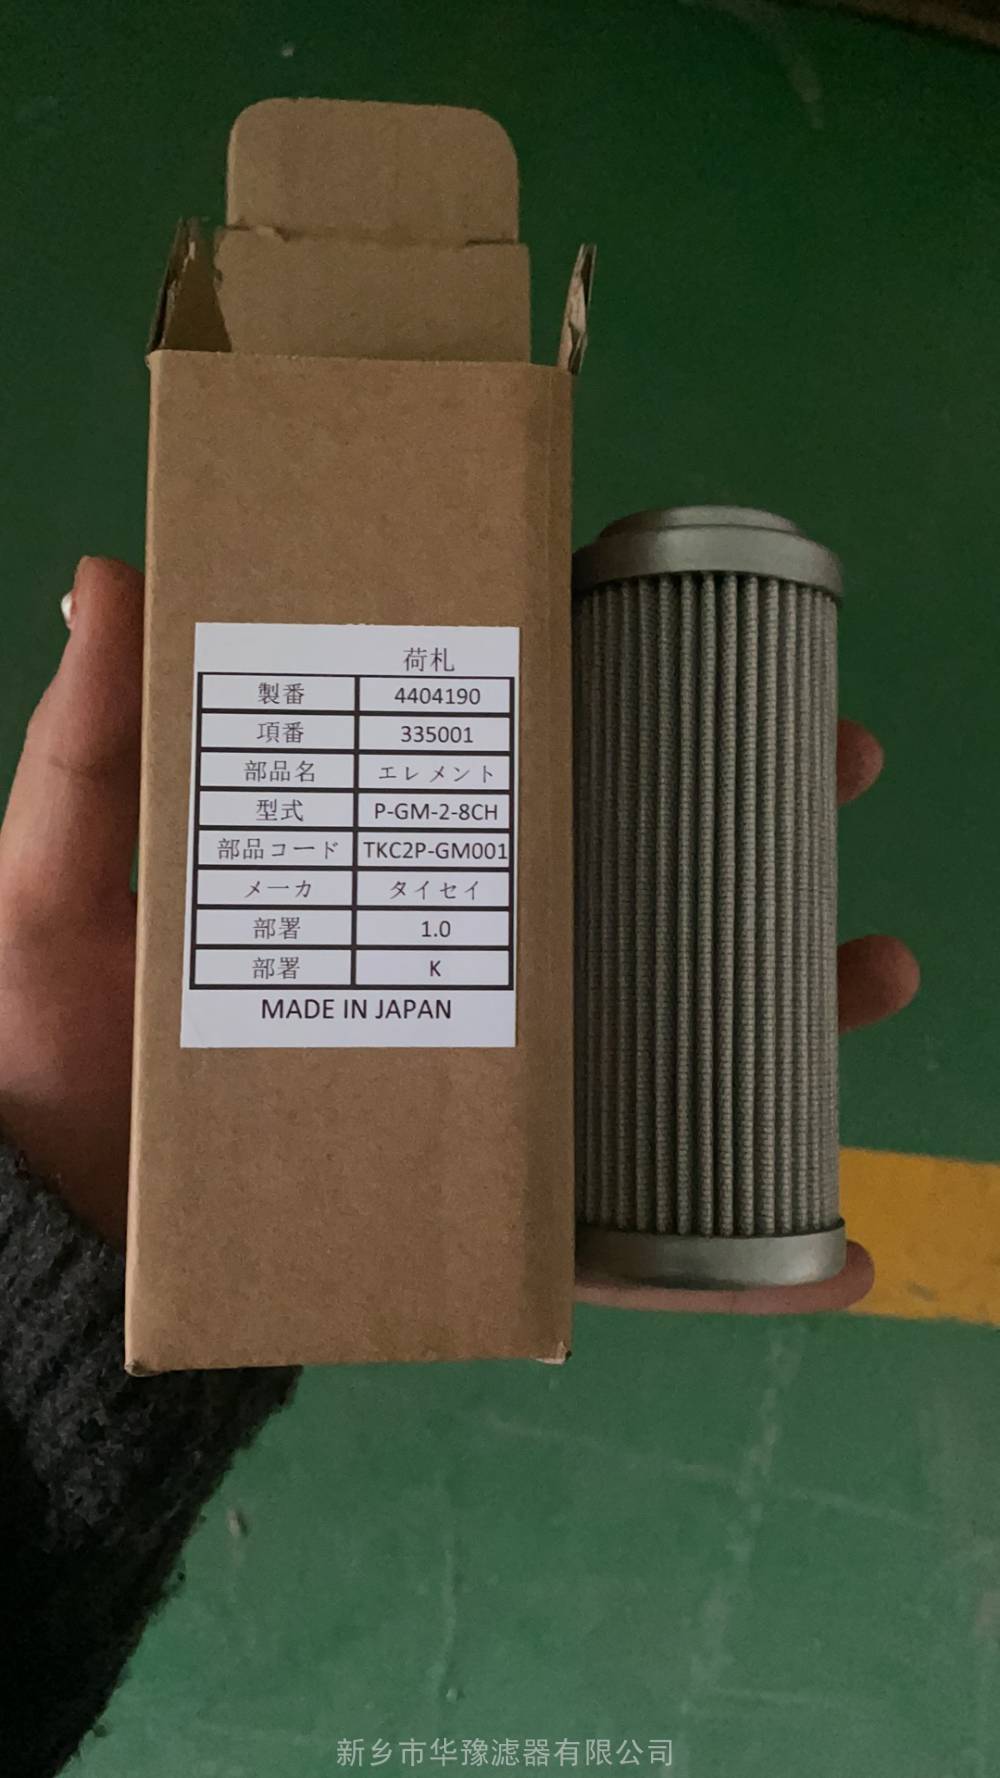 荷札
製番 4404190
項番 335001
部品名 エレメント
型式 P-GM-2-8CH
部品コード TKC2P-GM001
メーカ タイセイ
部署 1.0
部署 K
MADE IN JAPAN
新乡市华豫滤器有限公司